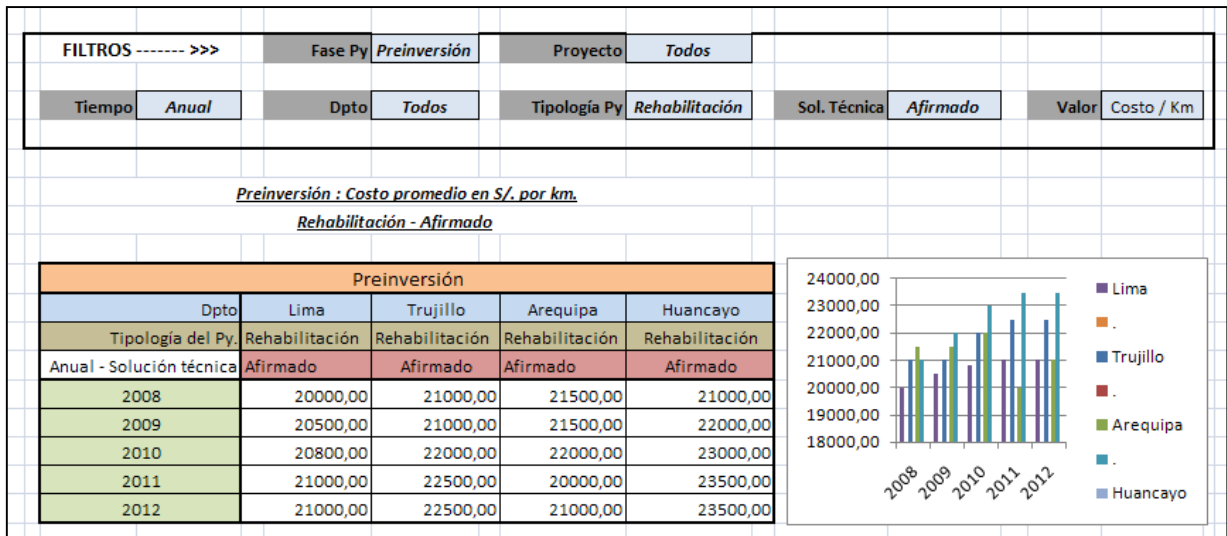 FILTROS ------- >>> Fase Py Preinversión Proyecto Todos
Tiempo Anual Dpto Todos Tipología Py Rehabilitación Sol. Técnica Afirmado Valor Costo / Km
Preinversión : Costo promedio en S/. por km.
Rehabilitación - Afirmado
Preinversión
Dpto Lima Trujillo Arequipa Huancayo
Tipología del Py. Rehabilitación Rehabilitación Rehabilitación Rehabilitación
Anual - Solución técnica Afirmado Afirmado Afirmado Afirmado
2008 20000,00 21000,00 21500,00 21000,00
2009 20500,00 21000,00 21500,00 22000,00
2010 20800,00 22000,00 22000,00 23000,00
2011 21000,00 22500,00 20000,00 23500,00
2012 21000,00 22500,00 21000,00 23500,00
24000,00
23000,00
22000,00
21000,00
20000,00
19000,00
18000,00
2008 2009 2010 2011 2012
Lima
.
Trujillo
.
Arequipa
.
Huancayo